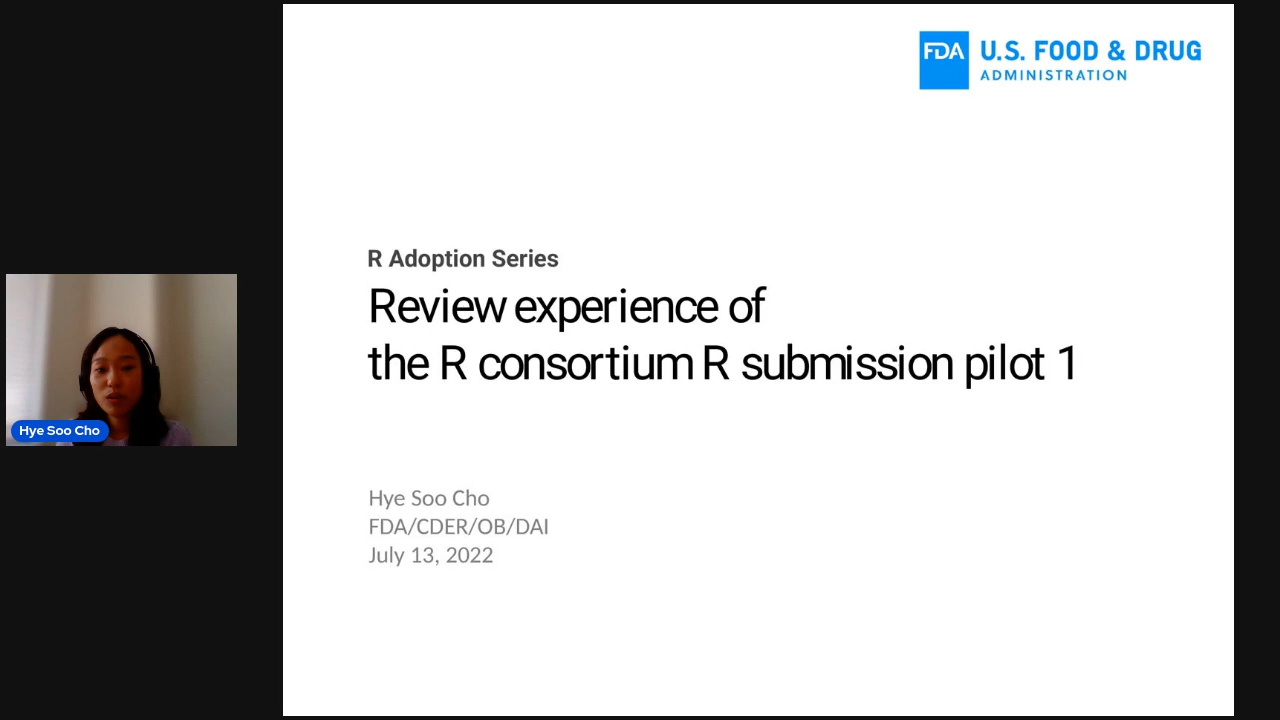 FDA U.S. FOOD & DRUG
ADMINISTRATION
R Adoption Series
Review experience of
the R consortium R submission pilot 1
Hye Soo Cho
Hye Soo Cho
FDA/CDER/OB/DAI
July 13, 2022